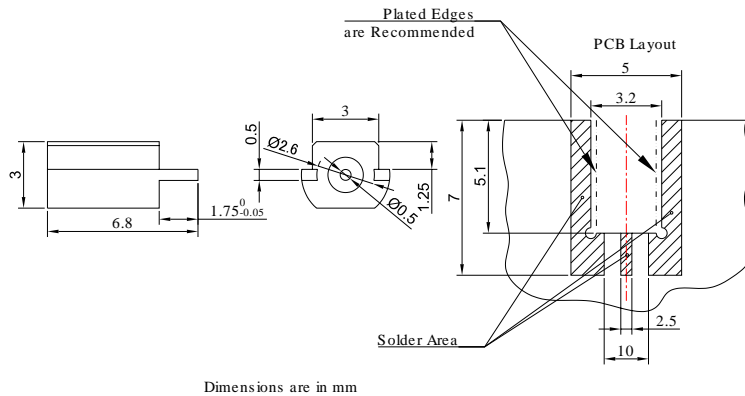 Plated Edges
are Recommended
PCB Layout
5
3.2
3
0.5
Ø2.6
3
1.25
5.1
7
Ø0.5
1.75 0 -0.05
6.8
2.5
Solder Area
10
Dimensions are in mm